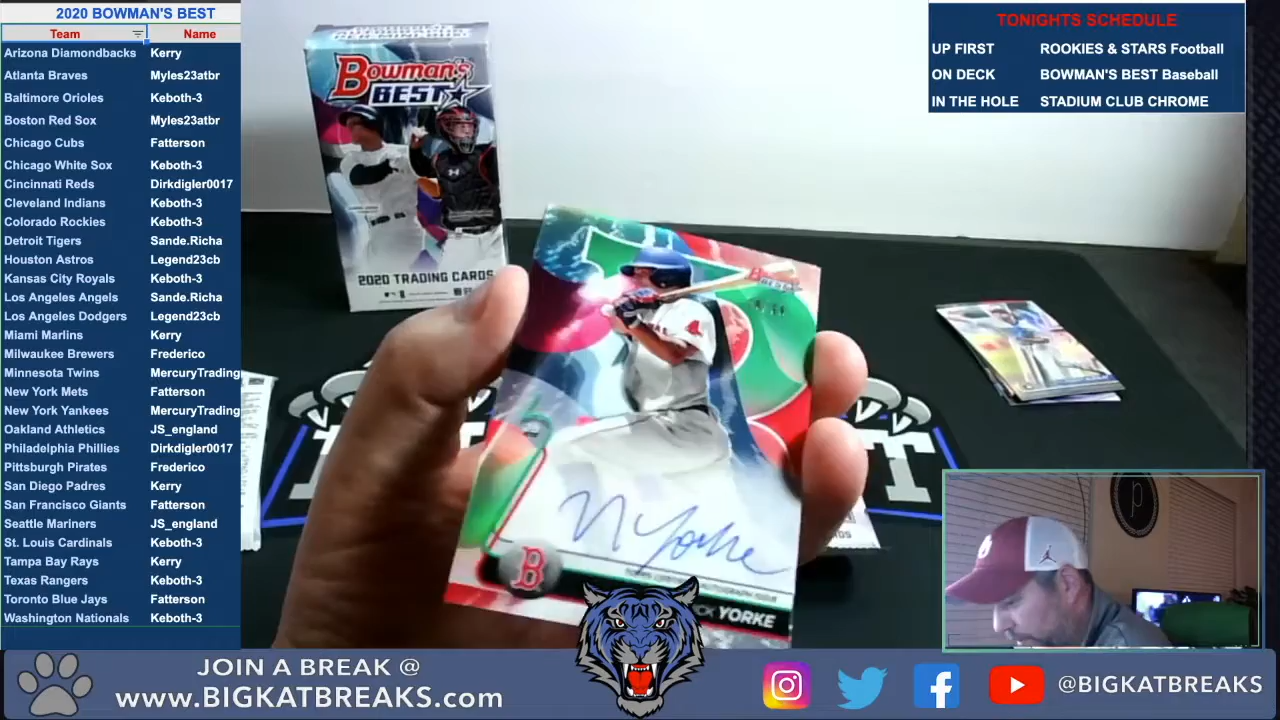 2020 BOWMAN'S BEST
Team Name
Arizona Diamondbacks Kerry
Atlanta Braves Myles23atbr
Baltimore Orioles Keboth-3
Boston Red Sox Myles23atbr
Chicago Cubs Fatterson
Chicago White Sox Keboth-3
Cincinnati Reds Dirkdigler0017
Cleveland Indians Keboth-3
Colorado Rockies Keboth-3
Detroit Tigers Sande.Richa
Houston Astros Legend23cb
Kansas City Royals Keboth-3
Los Angeles Angels Sande.Richa
Los Angeles Dodgers Legend23cb
Miami Marlins Kerry
Milwaukee Brewers Frederico
Minnesota Twins MercuryTrading
New York Mets Fatterson
New York Yankees MercuryTrading
Oakland Athletics JS_england
Philadelphia Phillies Dirkdigler0017
Pittsburgh Pirates Frederico
San Diego Padres Kerry
San Francisco Giants Fatterson
Seattle Mariners JS_england
St. Louis Cardinals Keboth-3
Tampa Bay Rays Kerry
Texas Rangers Keboth-3
Toronto Blue Jays Fatterson
Washington Nationals Keboth-3
TONIGHTS SCHEDULE
UP FIRST ROOKIES & STARS Football
ON DECK BOWMAN'S BEST Baseball
IN THE HOLE STADIUM CLUB CHROME
BOWMAN'S
BEST
2020 TRADING CARDS
N Yorke
B
CK YORKE
JOIN A BREAK @
www.BIGKATBREAKS.com
@BIGKATBREAKS